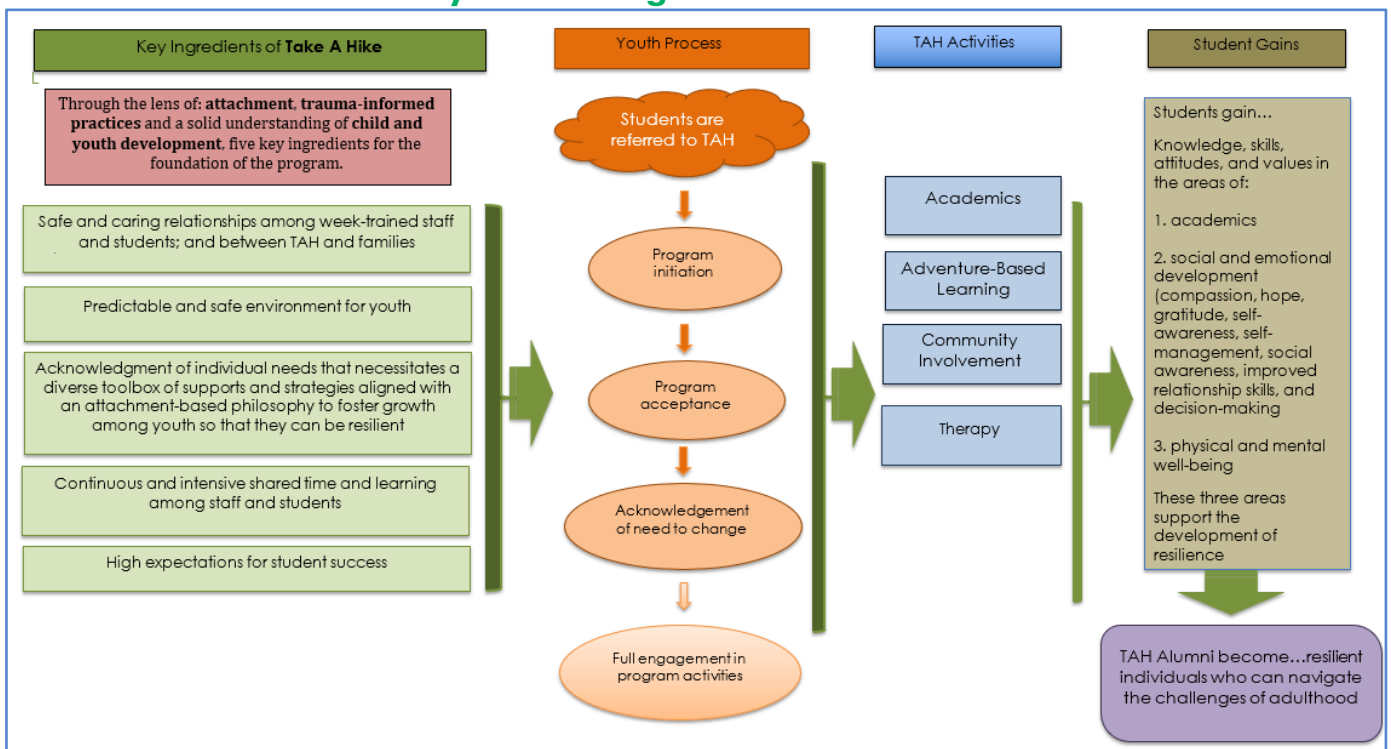 Key Ingredients of Take A Hike
Through the lens of: attachment, trauma-informed
practices and a solid understanding of child and
youth development, five key ingredients for the
foundation of the program.
Safe and caring relationships among week-trained staff
and students; and between TAH and families
Predictable and safe environment for youth
Acknowledgment of individual needs that necessitates a
diverse toolbox of supports and strategies aligned with
an attachment-based philosophy to foster growth
among youth so that they can be resilient
Continuous and intensive shared time and learning
among staff and students
High expectations for student success
Youth Process
Students are
referred to TAH
Program
initiation
Program
acceptance
Acknowledgement
of need to change
Full engagement in
program activities
TAH Activities
Academics
Adventure-Based
Learning
Community
Involvement
Therapy
Student Gains
Students gain…
Knowledge, skills,
attitudes, and values in
the areas of:
1. academics
2. social and emotional
development
(compassion, hope,
gratitude, self-
awareness, self-
management, social
awareness, improved
relationship skills, and
decision-making
3. physical and mental
well-being
These three areas
support the
development of
resilience
TAH Alumni become…resilient
individuals who can navigate
the challenges of adulthood